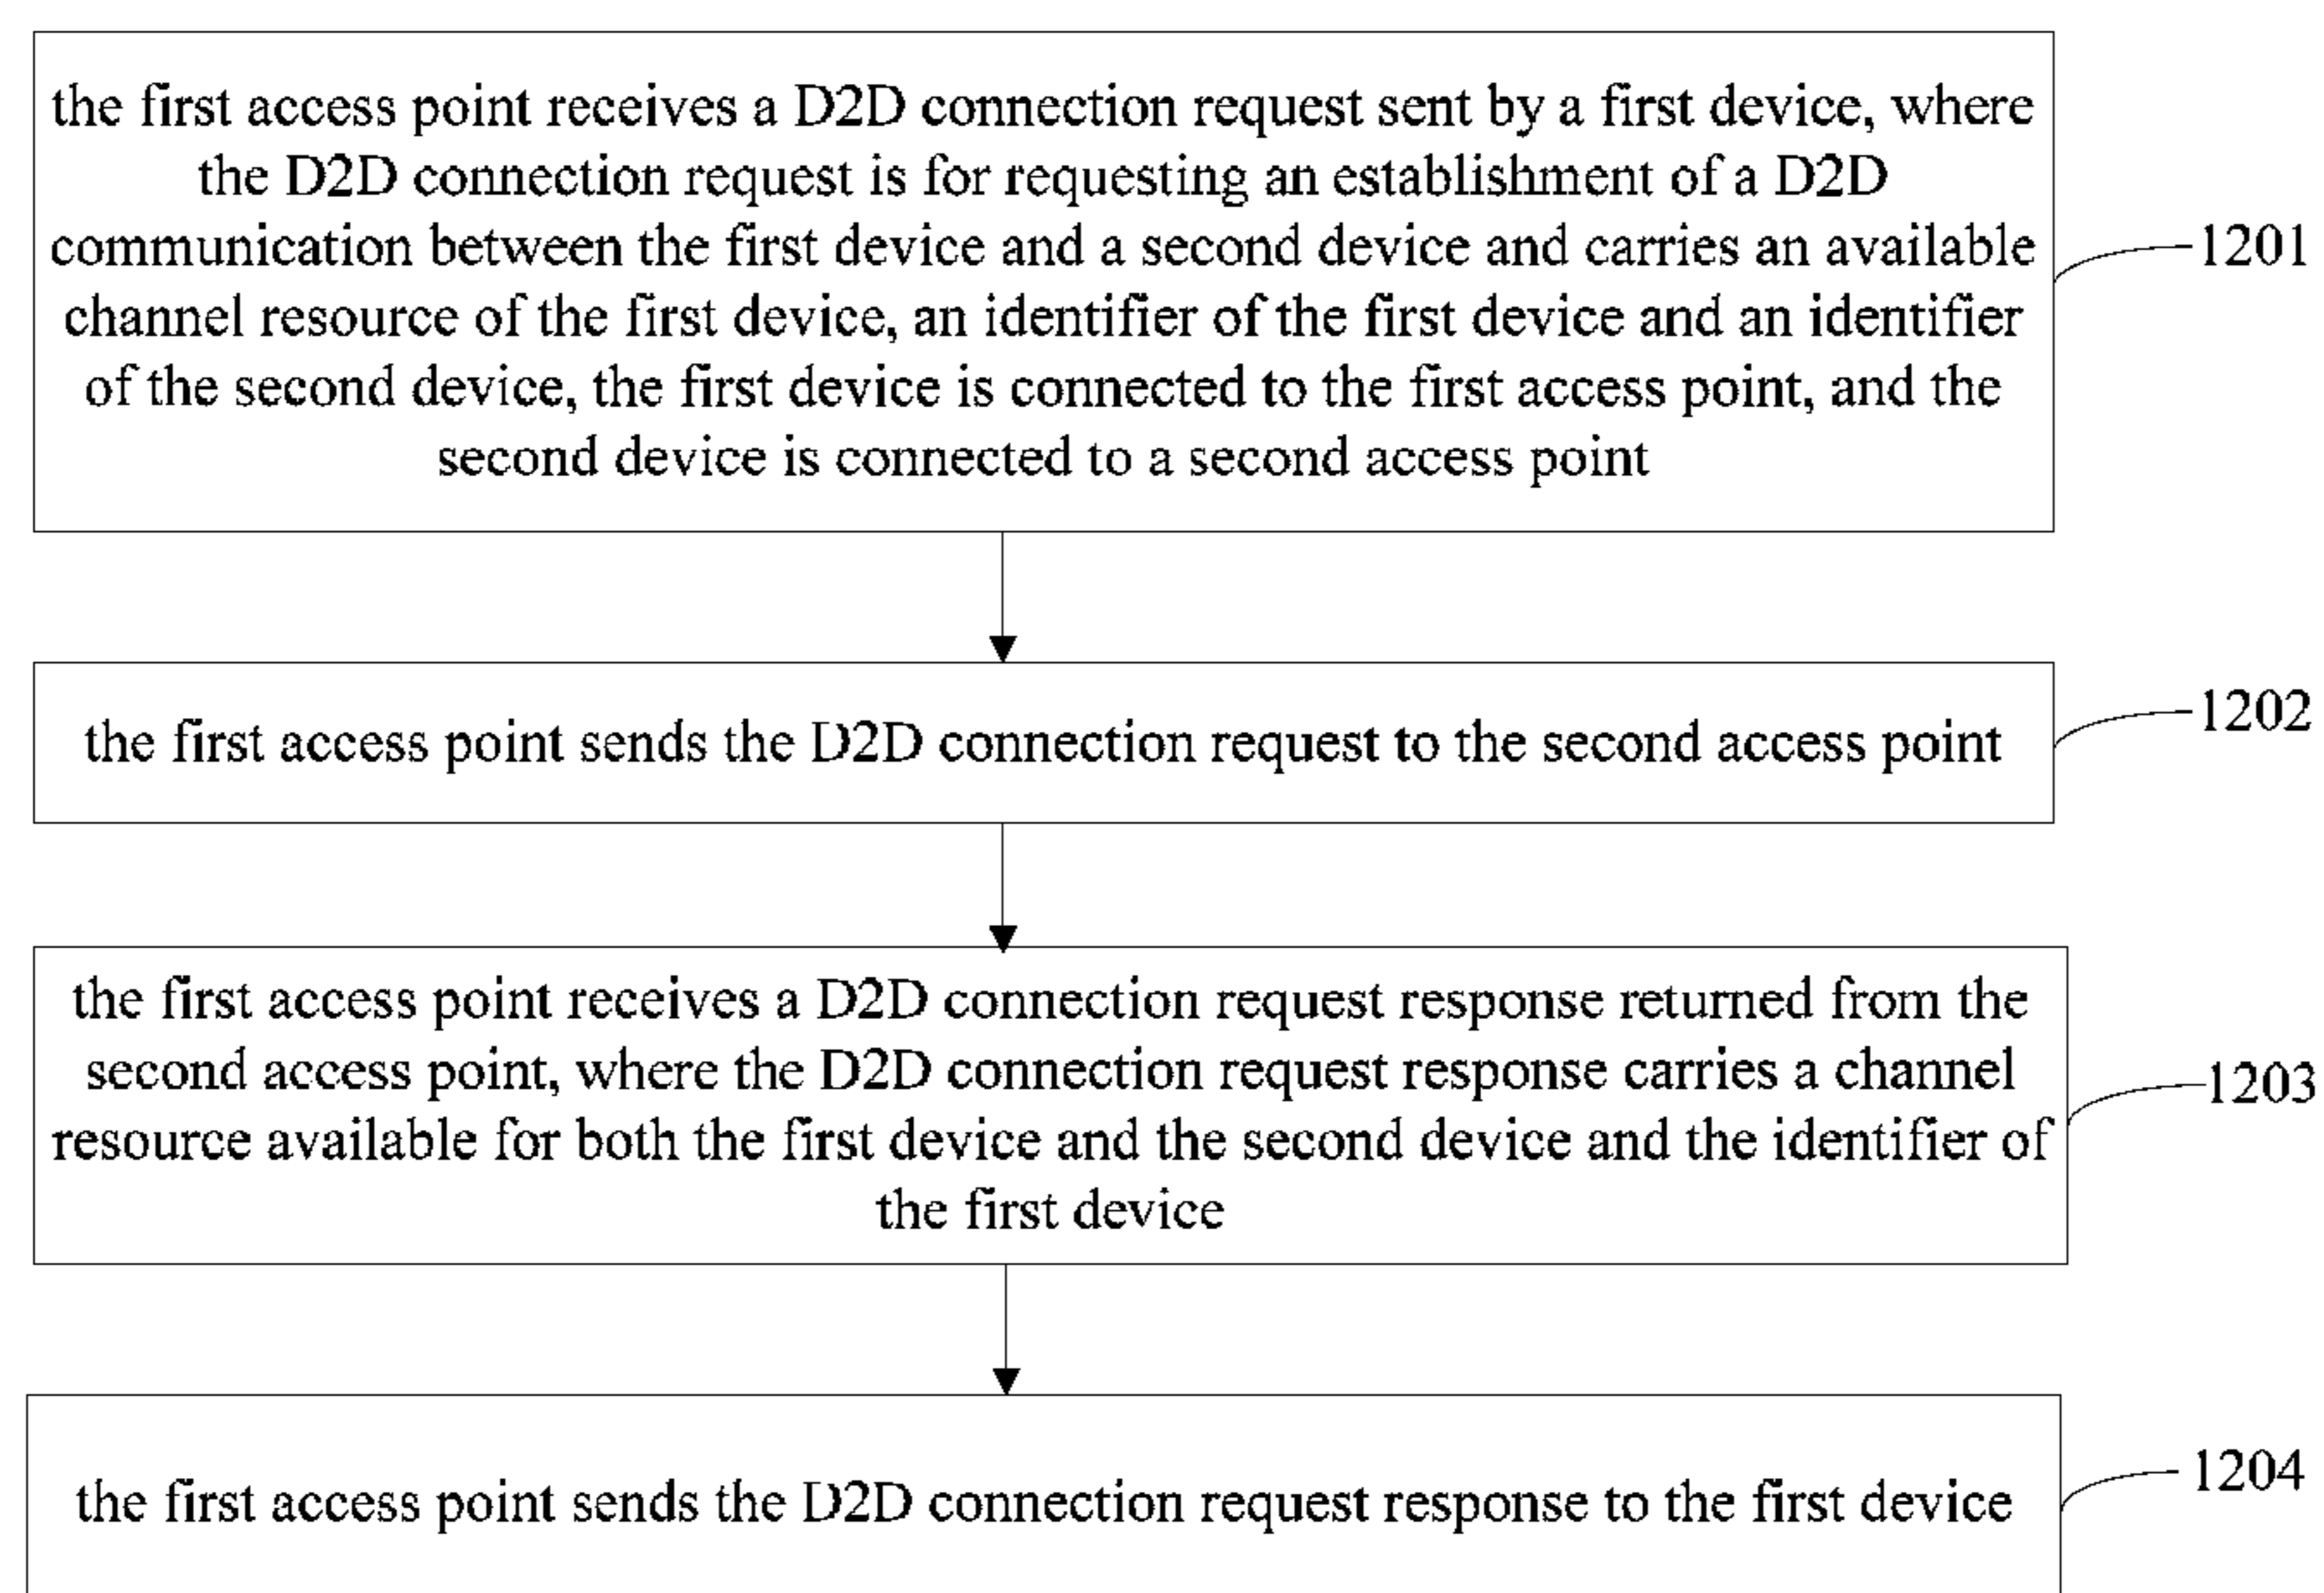 the first access point receives a D2D connection request sent by a first device, where
the D2D connection request is for requesting an establishment of a D2D
communication between the first device and a second device and carries an available
channel resource of the first device, an identifier of the first device and an identifier
of the second device, the first device is connected to the first access point, and the
second device is connected to a second access point
1201
the first access point sends the D2D connection request to the second access point
1202
the first access point receives a D2D connection request response returned from the
second access point, where the D2D connection request response carries a channel
resource available for both the first device and the second device and the identifier of
the first device
1203
the first access point sends the D2D connection request response to the first device
1204